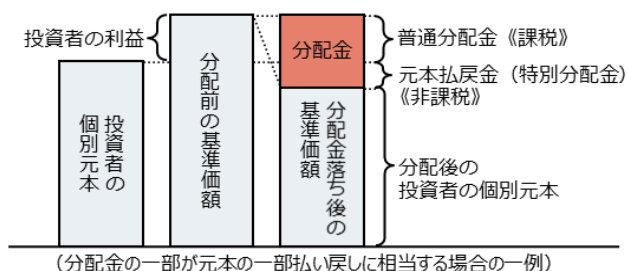 投資者の利益
投資者の
個別元本
分配前の基準価額
分配金
分配金落ち後の
基準価額
普通分配金《課税》
元本払戻金（特別分配金）
《非課税》
分配後の
投資者の個別元本
（分配金の一部が元本の一部払い戻しに相当する場合の一例）